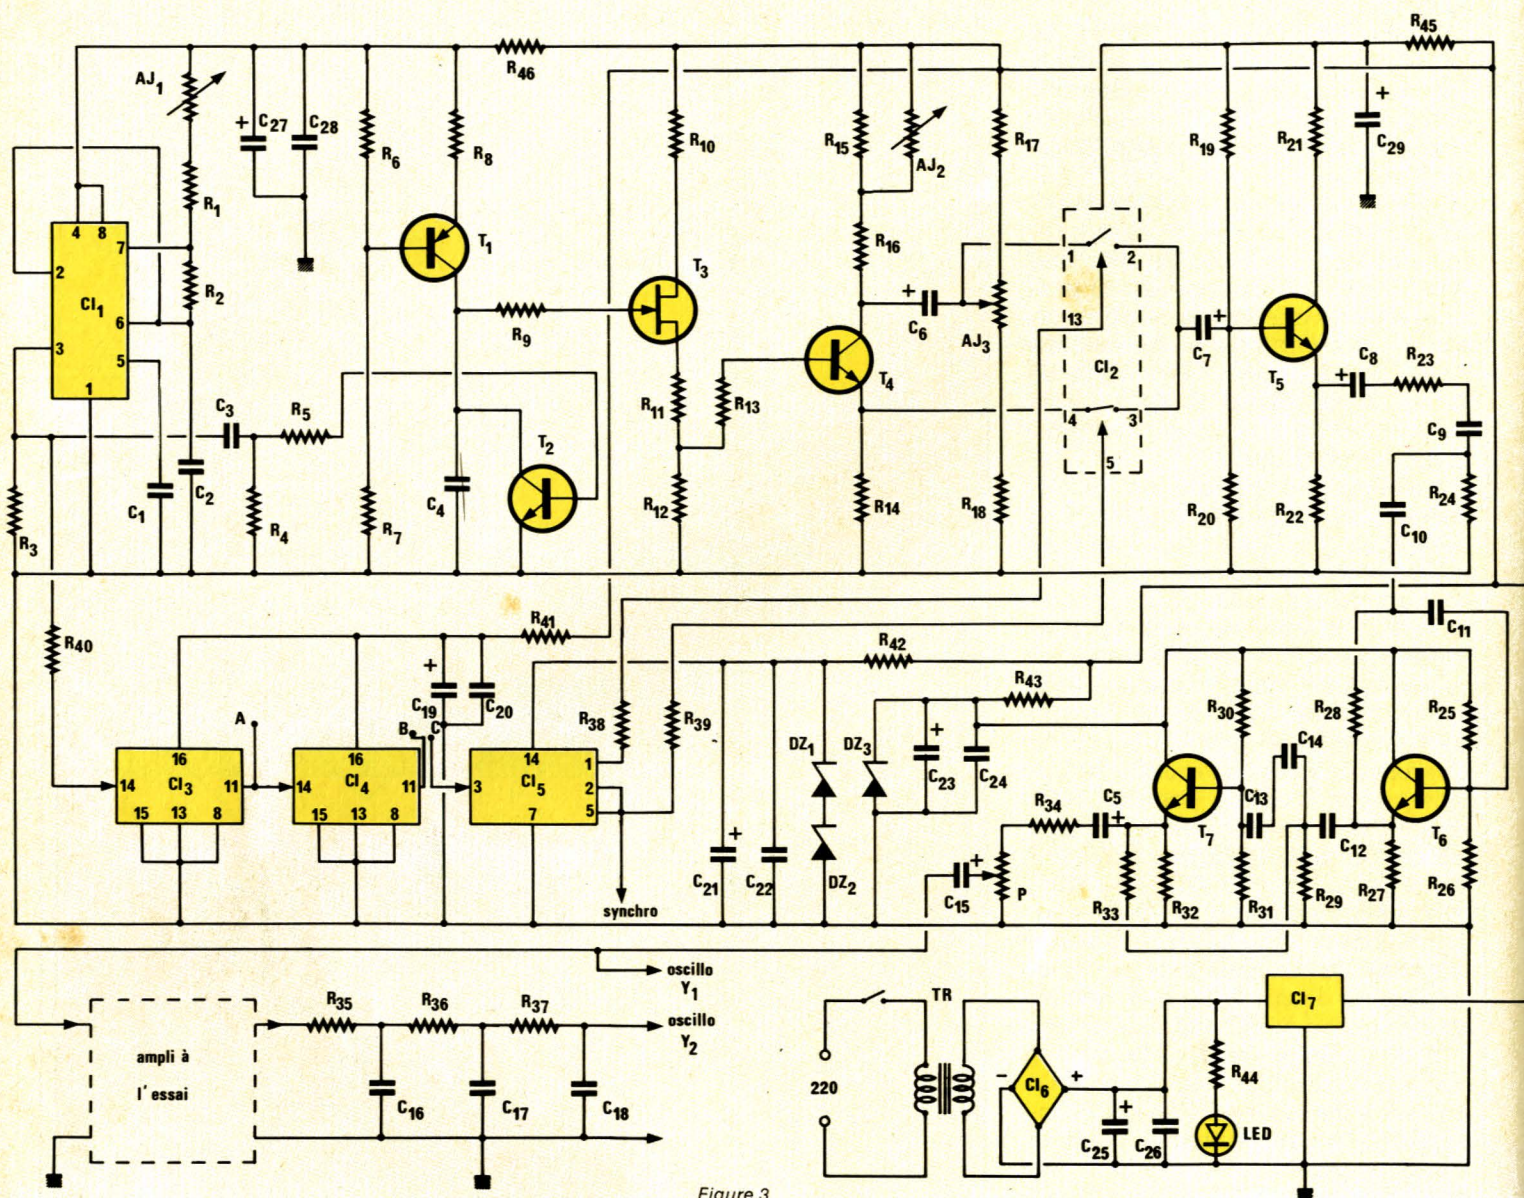 R45
AJ1
R46
C27
C28
R6
R8
R10
R15
AJ2
R17
R19
R21
C29
R1
4 8
7
2
CI1
R2
6
3
5
1
T1
R9
T3
R16
C6
AJ3
1
2
13
CI2
C7
T5
C8
R23
C3
R5
R11
R13
T4
4
3
5
C9
T2
R3
C1
C2
R4
R7
C4
R12
R14
R18
R20
R22
C10
R24
R40
R41
R42
R43
C11
C19
C20
R38
R39
R30
R28
R25
A
B
C
DZ1
DZ3
C23
C24
C14
16
14
CI3
11
15
13
8
16
14
CI4
11
15
13
8
14
1
3
CI5
2
7
5
R34
C5
T7
C13
C12
T6
C21
C22
DZ2
C15
P
R33
R32
R31
R29
R27
R26
synchro
oscillo
Y1
R35
R36
R37
oscillo
Y2
ampli à
l'essai
C16
C17
C18
TR
220
-
CI6
+
C25
C26
R44
LED
CI7
Figure 3